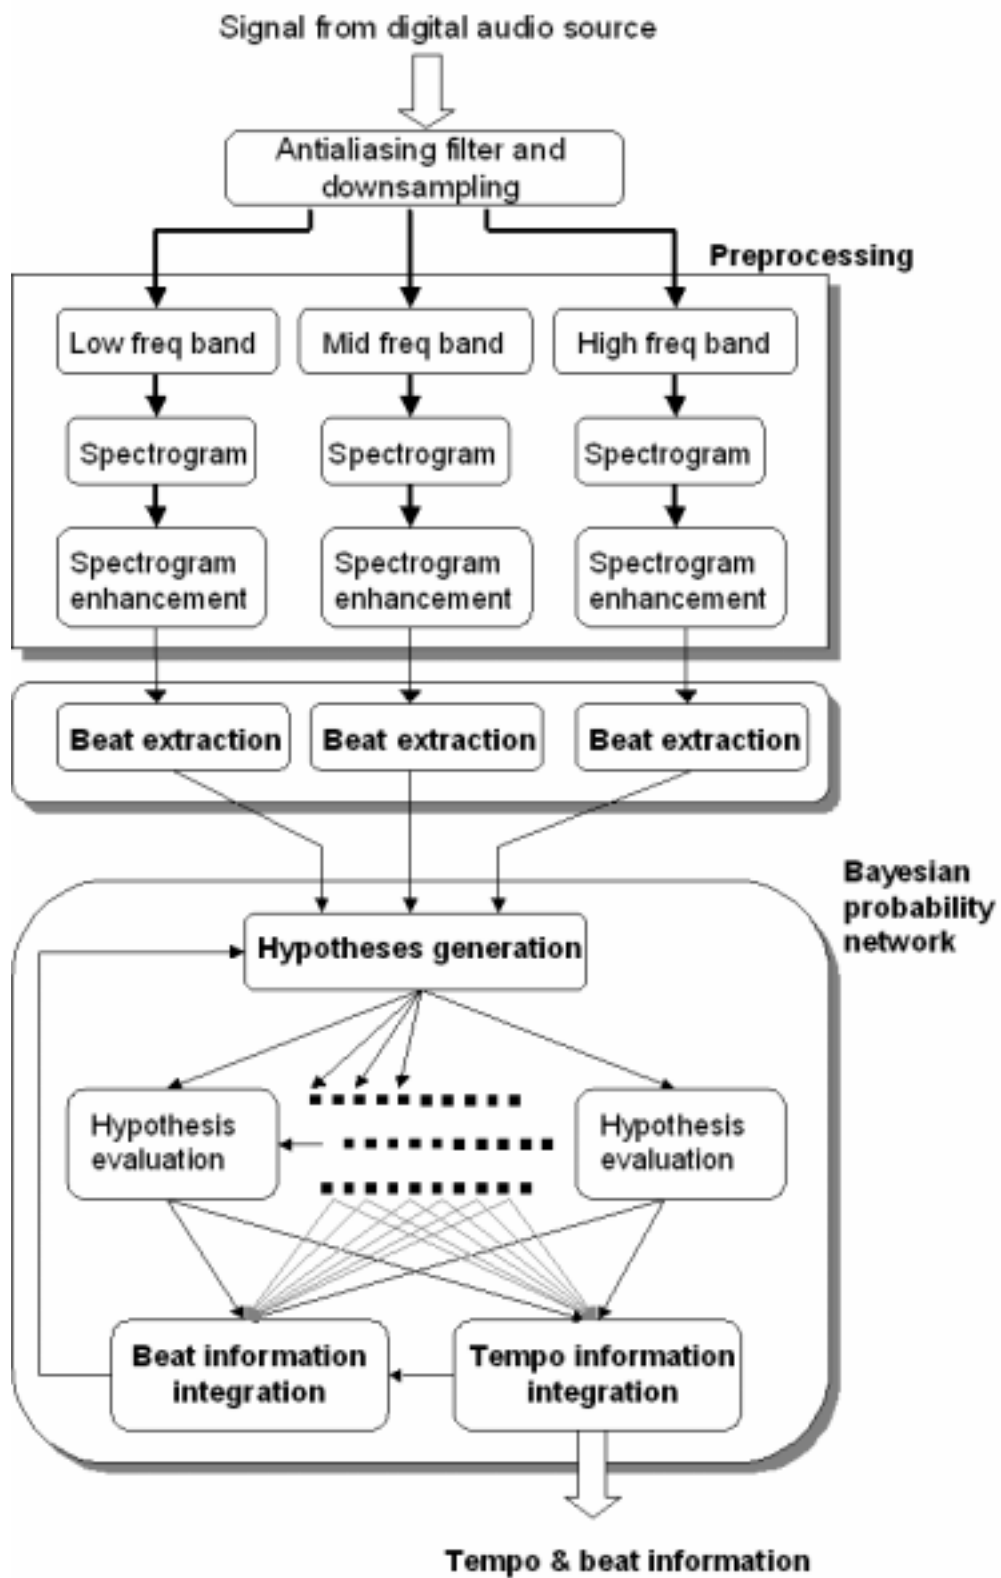 Signal from digital audio source
Antialiasing filter and
downsampling
Preprocessing
Low freq band
Mid freq band
High freq band
Spectrogram
Spectrogram
Spectrogram
Spectrogram
enhancement
Spectrogram
enhancement
Spectrogram
enhancement
Beat extraction
Beat extraction
Beat extraction
Bayesian
probability
network
Hypotheses generation
Hypothesis
evaluation
Hypothesis
evaluation
Beat information
integration
Tempo information
integration
Tempo & beat information